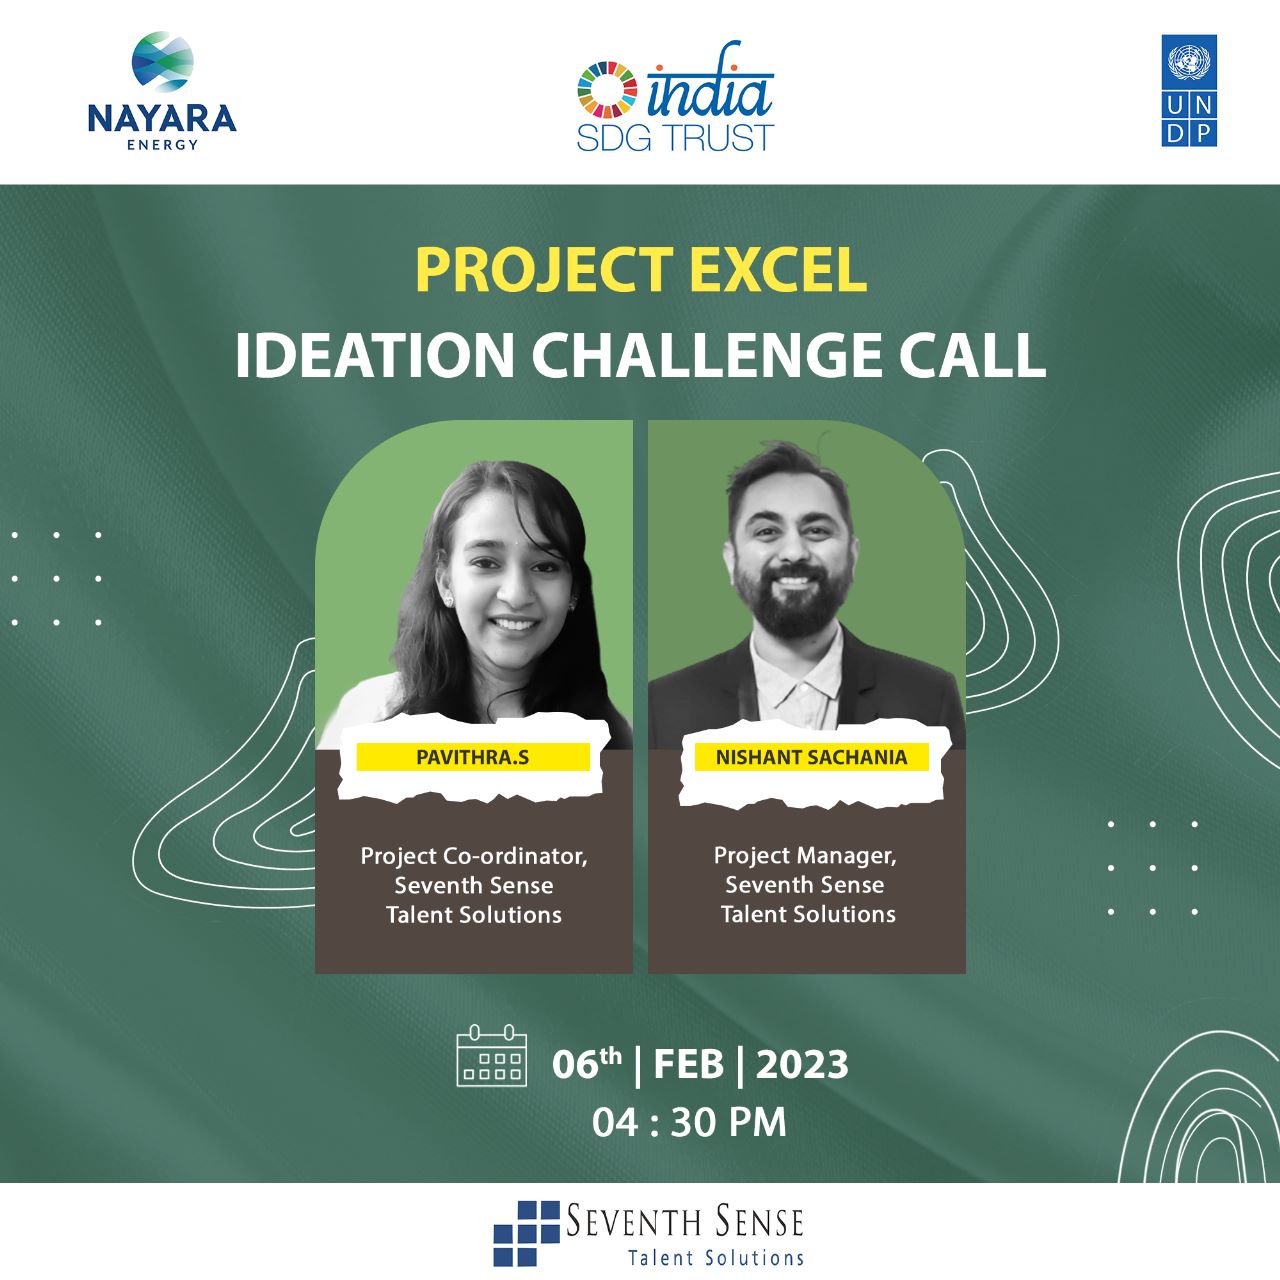 NAYARA
ENERGY
india
SDG TRUST
U N
D P
PROJECT EXCEL
IDEATION CHALLENGE CALL
PAVITHRA.S
Project Co-ordinator,
Seventh Sense
Talent Solutions
NISHANT SACHANIA
Project Manager,
Seventh Sense
Talent Solutions
06th | FEB | 2023
04 : 30 PM
SEVENTH SENSE
Talent Solutions